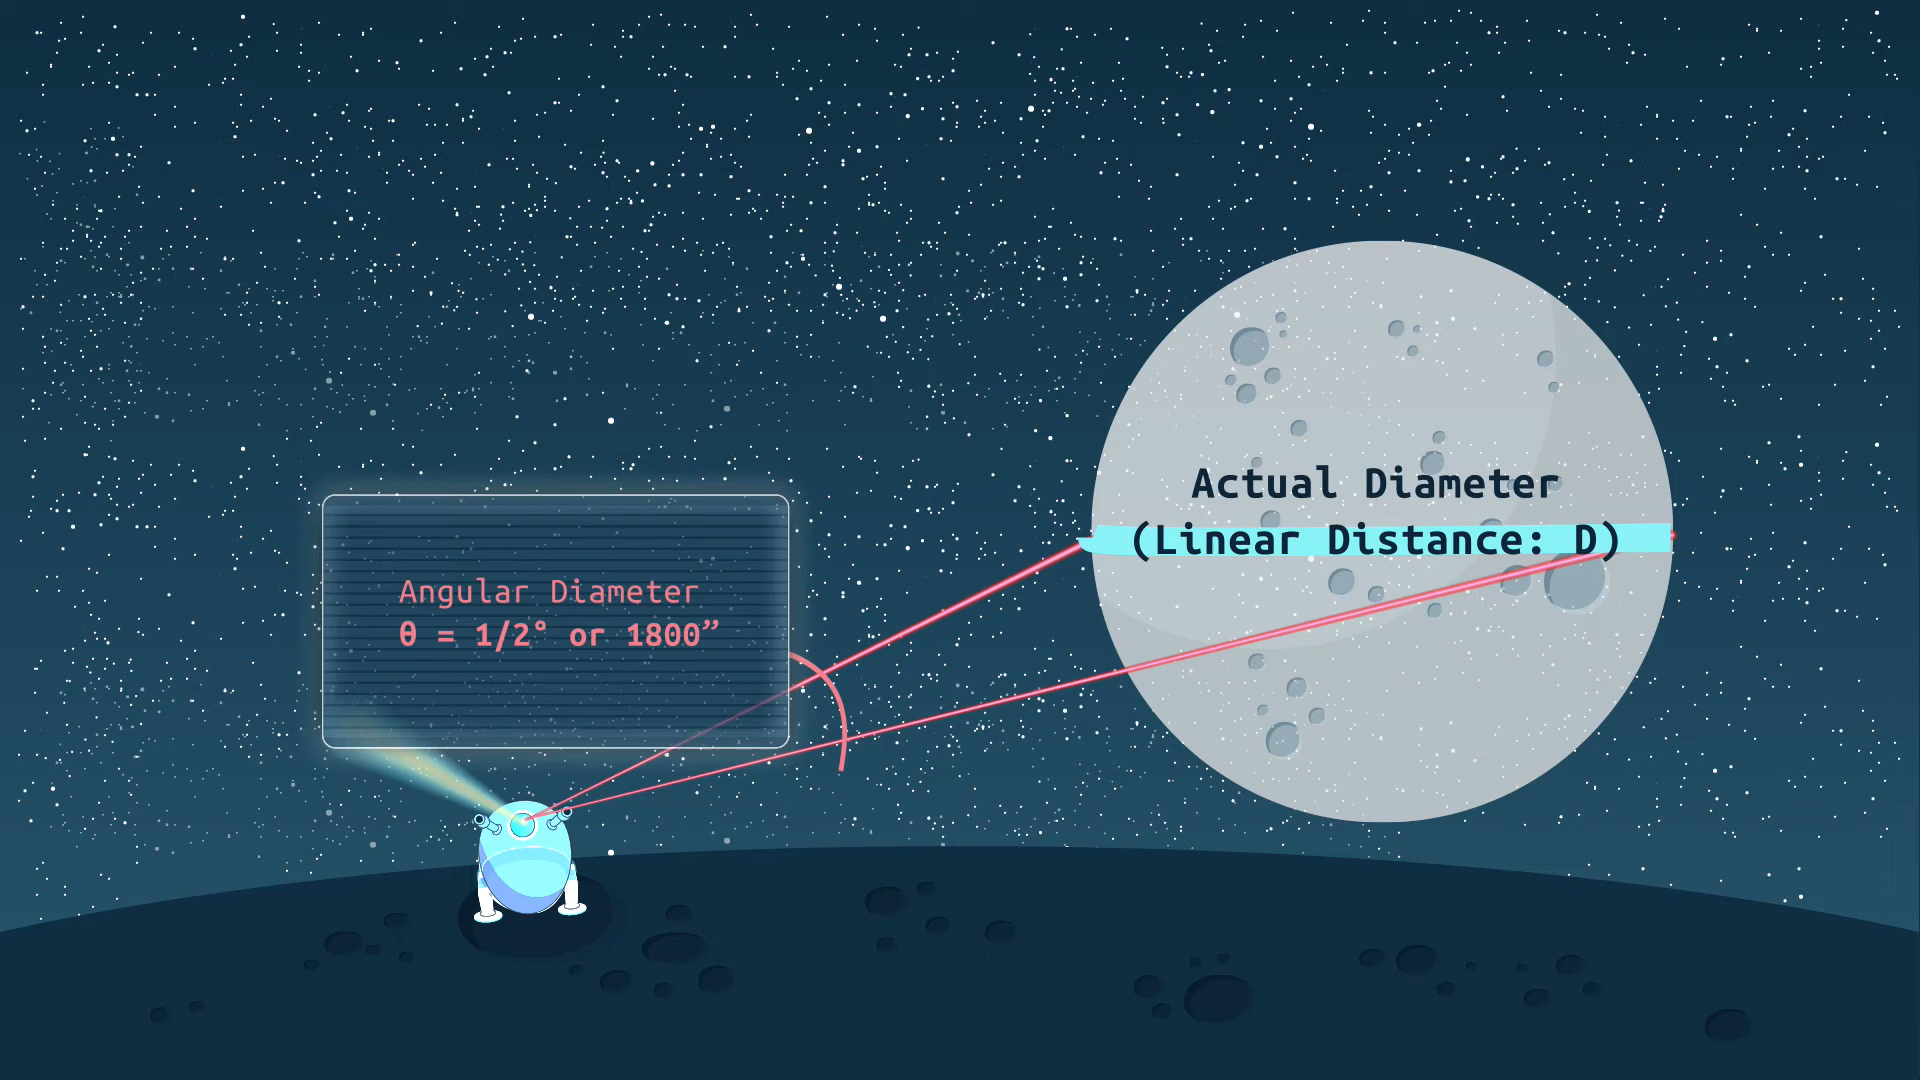 Actual Diameter
(Linear Distance: D)
Angular Diameter
θ = 1/2° or 1800”